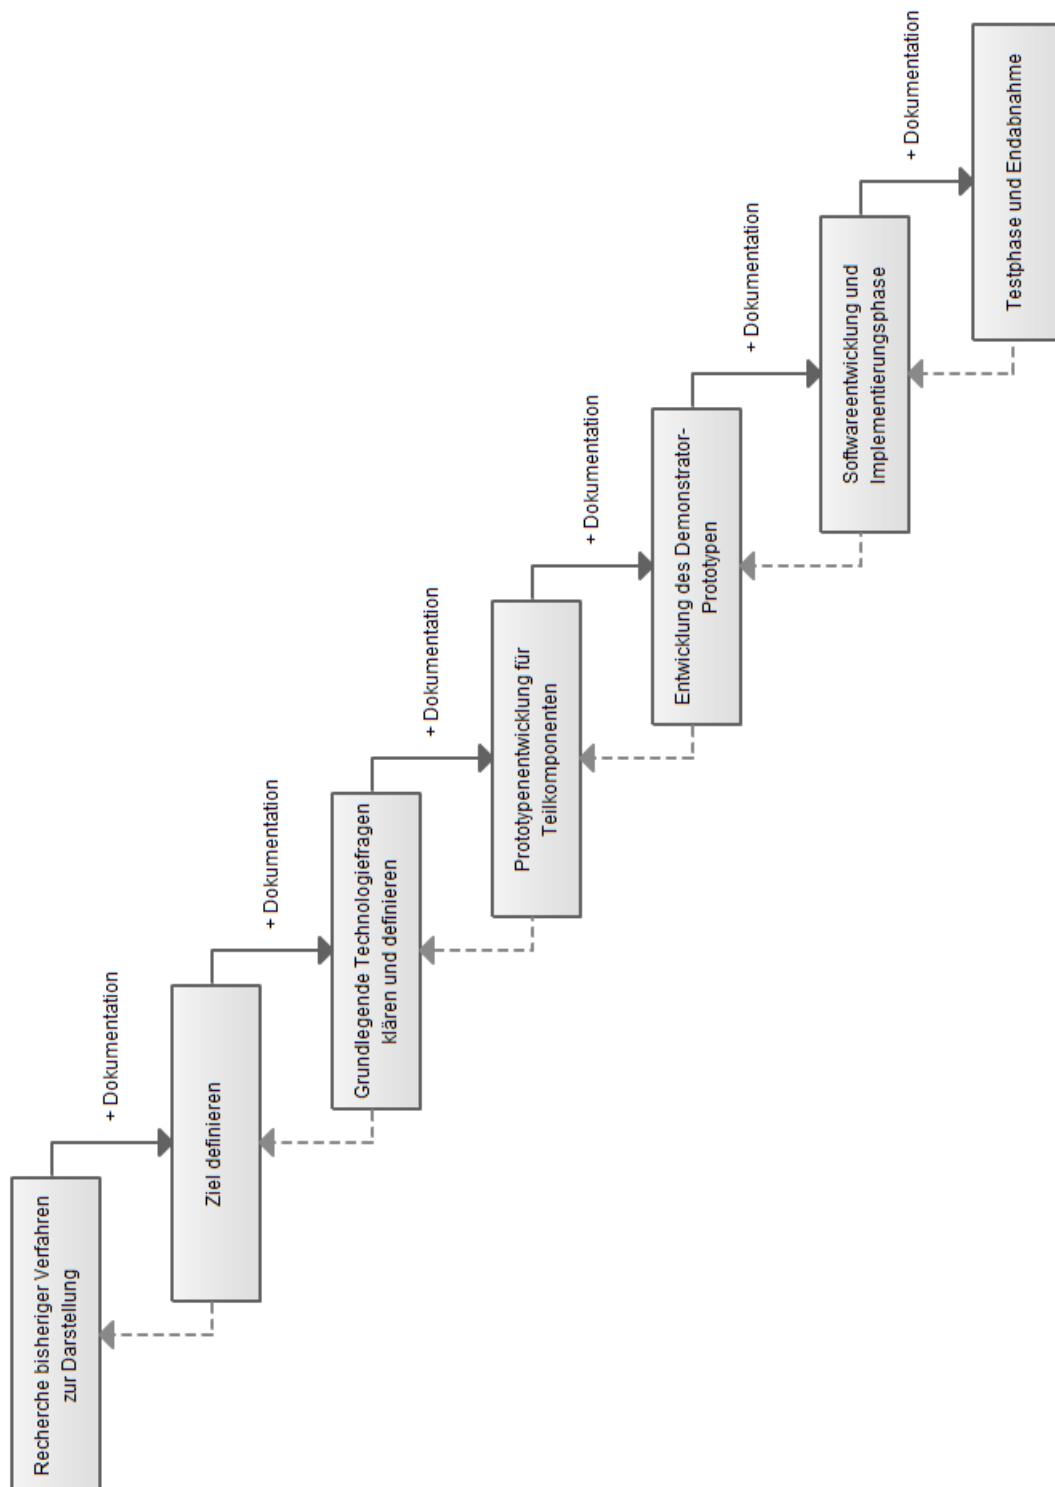 Recherche bisheriger Verfahren
zur Darstellung
+ Dokumentation
Ziel definieren
+ Dokumentation
Grundlegende Technologiefragen
klären und definieren
+ Dokumentation
Prototypenentwicklung für
Teilkomponenten
+ Dokumentation
Entwicklung des Demonstrator-
Prototypen
+ Dokumentation
Softwareentwicklung und
Implementierungsphase
+ Dokumentation
Testphase und Endabnahme